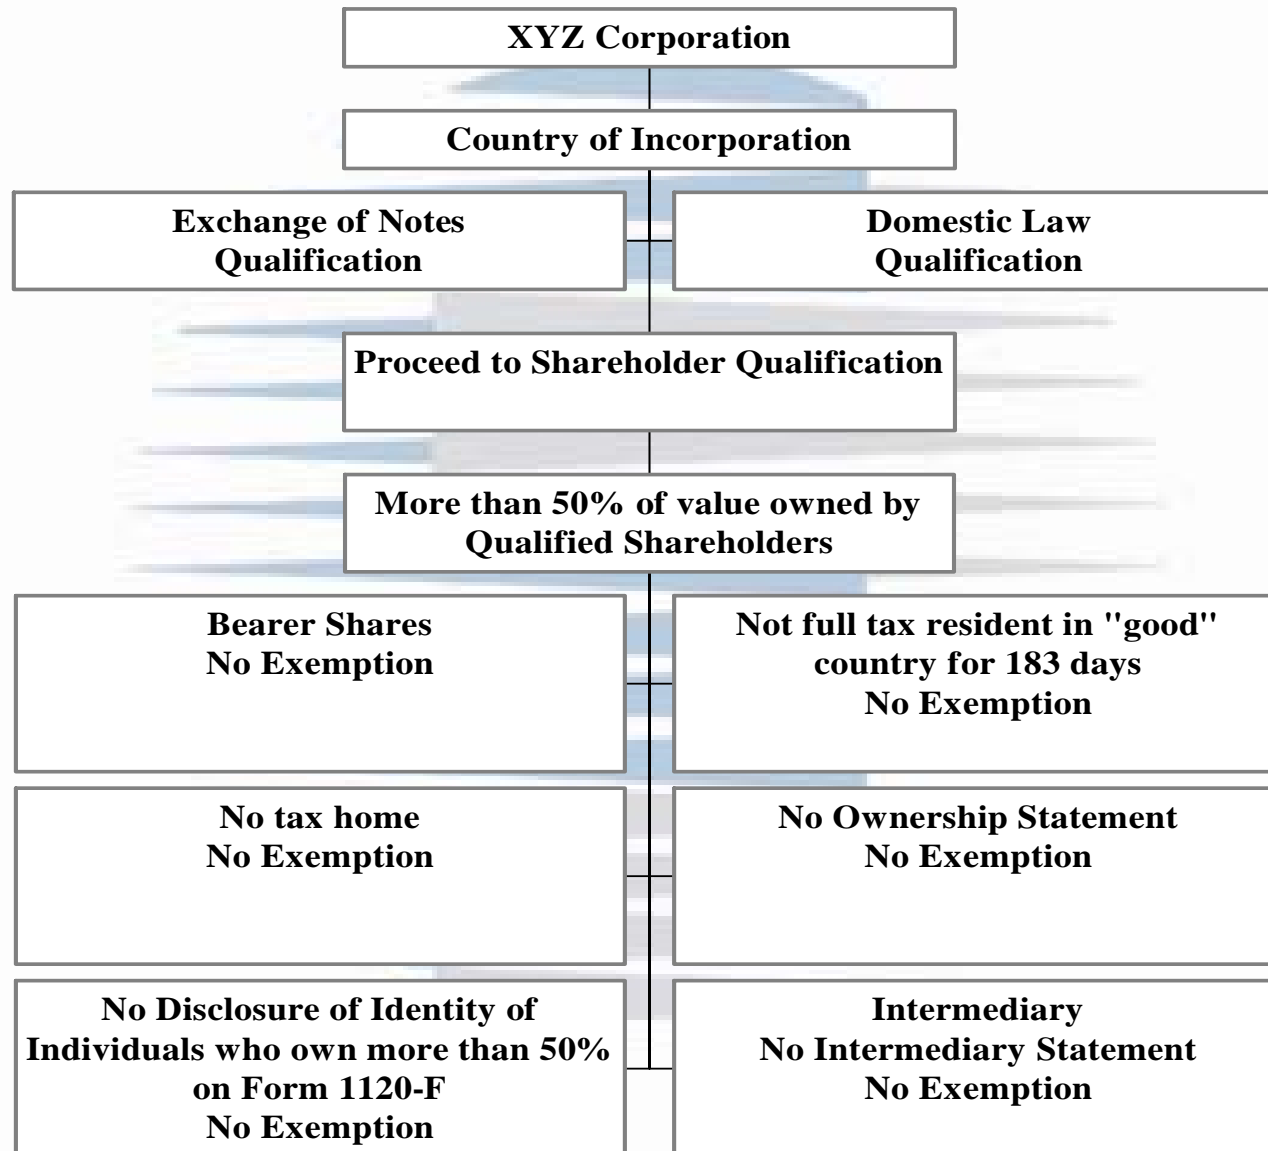 XYZ Corporation
Country of Incorporation
Exchange of Notes
Qualification
Domestic Law
Qualification
Proceed to Shareholder Qualification
More than 50% of value owned by
Qualified Shareholders
Bearer Shares
No Exemption
Not full tax resident in "good"
country for 183 days
No Exemption
No tax home
No Exemption
No Ownership Statement
No Exemption
No Disclosure of Identity of
Individuals who own more than 50%
on Form 1120-F
No Exemption
Intermediary
No Intermediary Statement
No Exemption